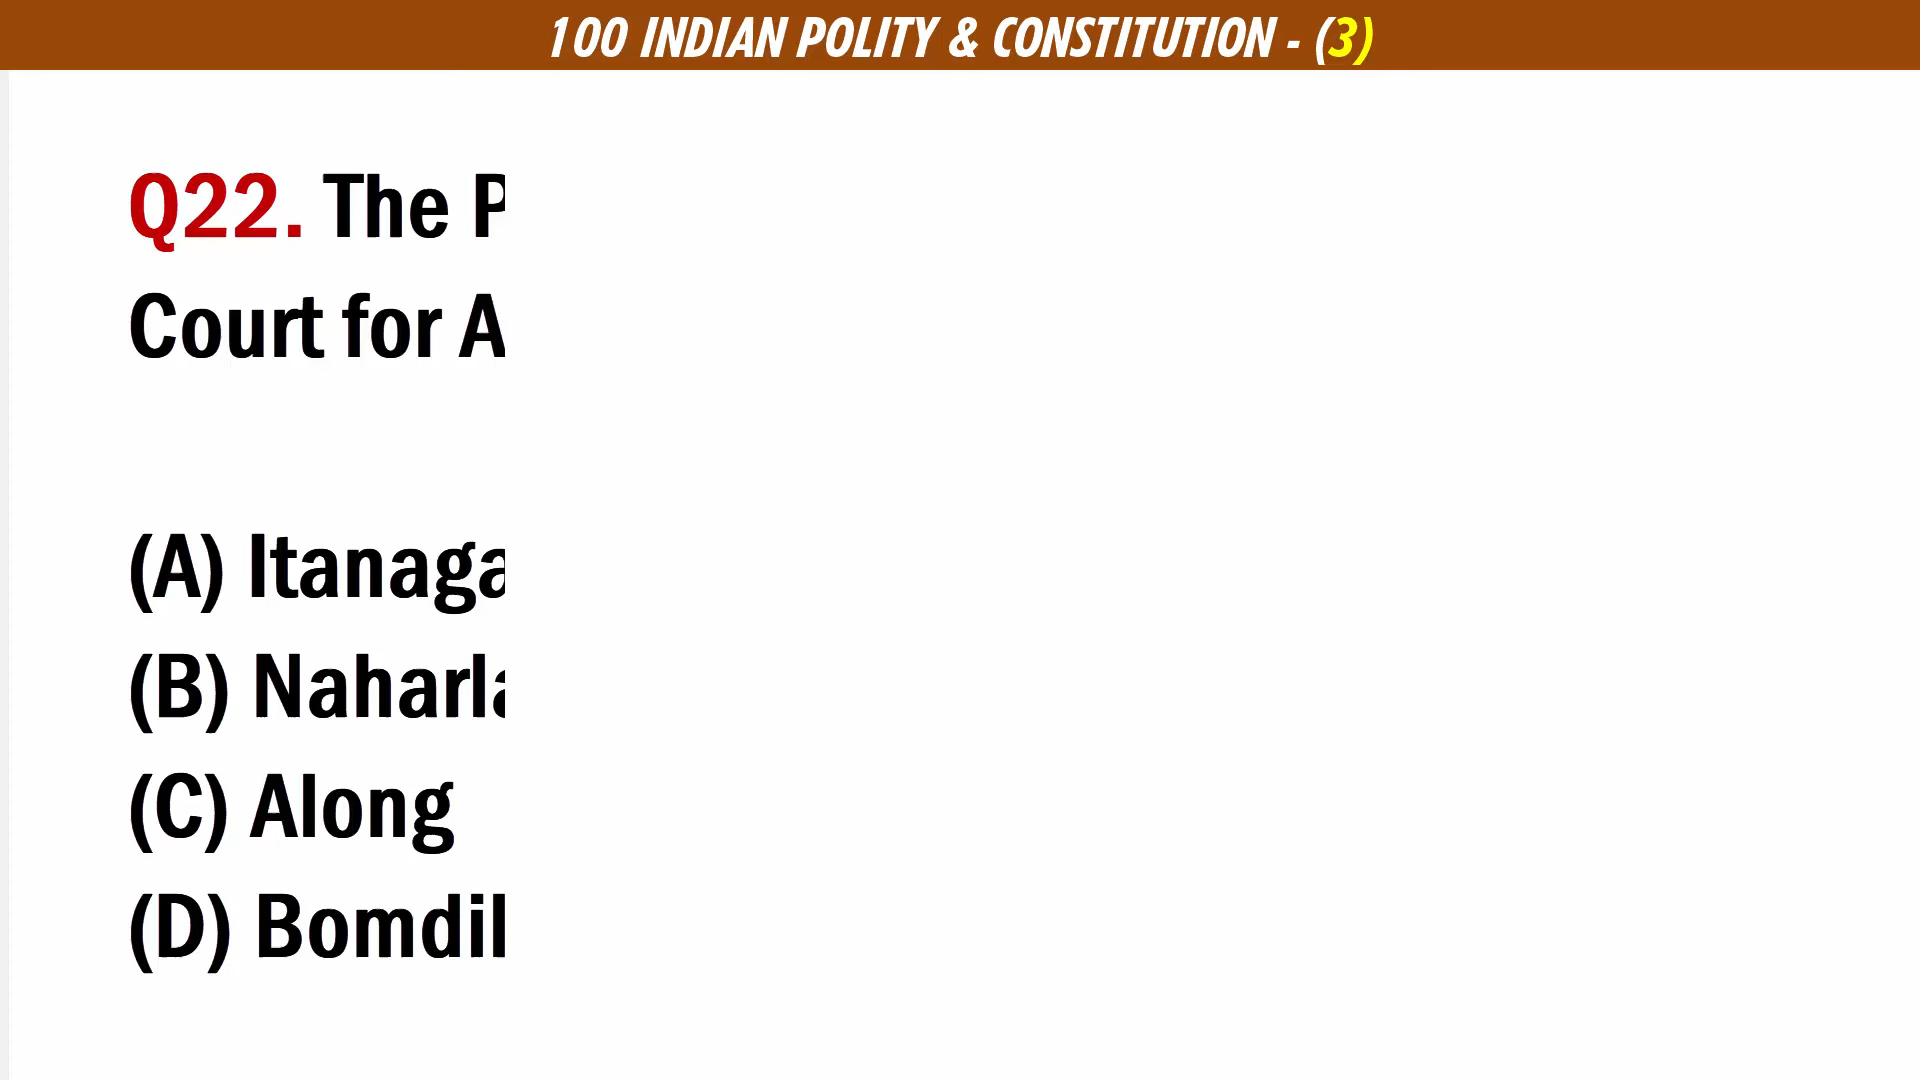 100 INDIAN POLITY & CONSTITUTION - (3)
Q22. The P
Court for A
(A) Itanaga
(B) Naharla
(C) Along
(D) Bomdil